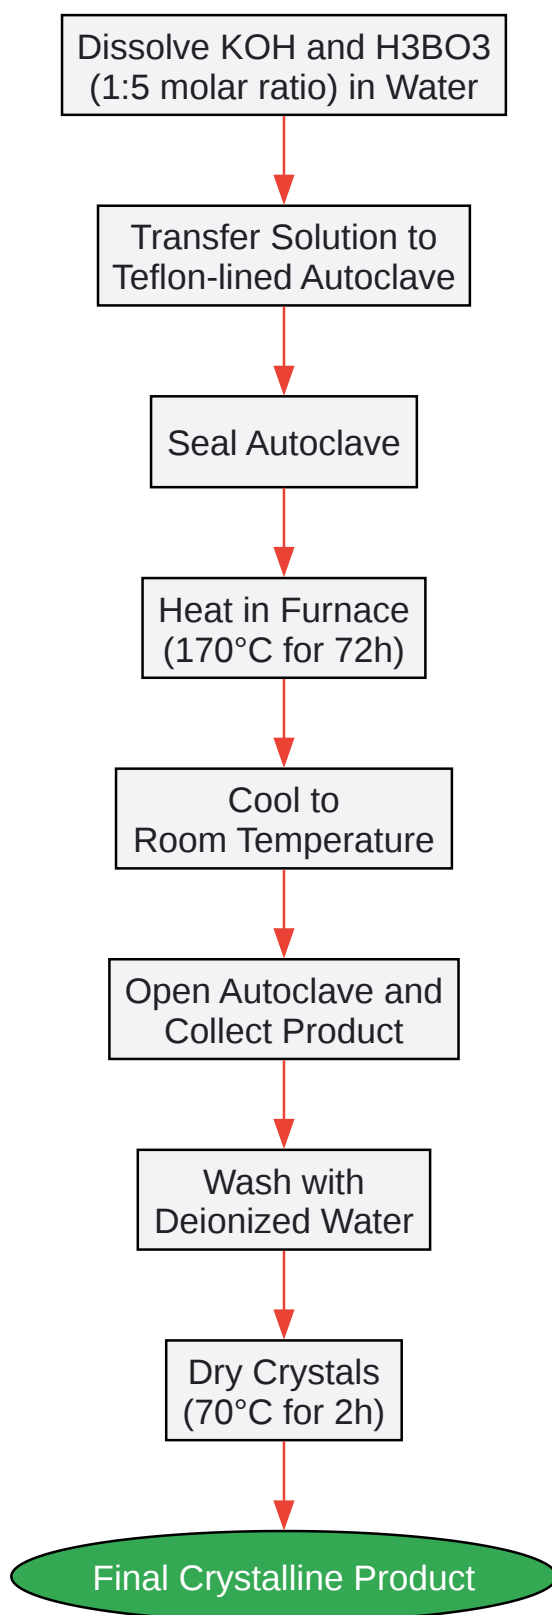 Dissolve KOH and H3BO3
(1:5 molar ratio) in Water
Transfer Solution to
Teflon-lined Autoclave
Seal Autoclave
Heat in Furnace
(170°C for 72h)
Cool to
Room Temperature
Open Autoclave and
Collect Product
Wash with
Deionized Water
Dry Crystals
(70°C for 2h)
Final Crystalline Product